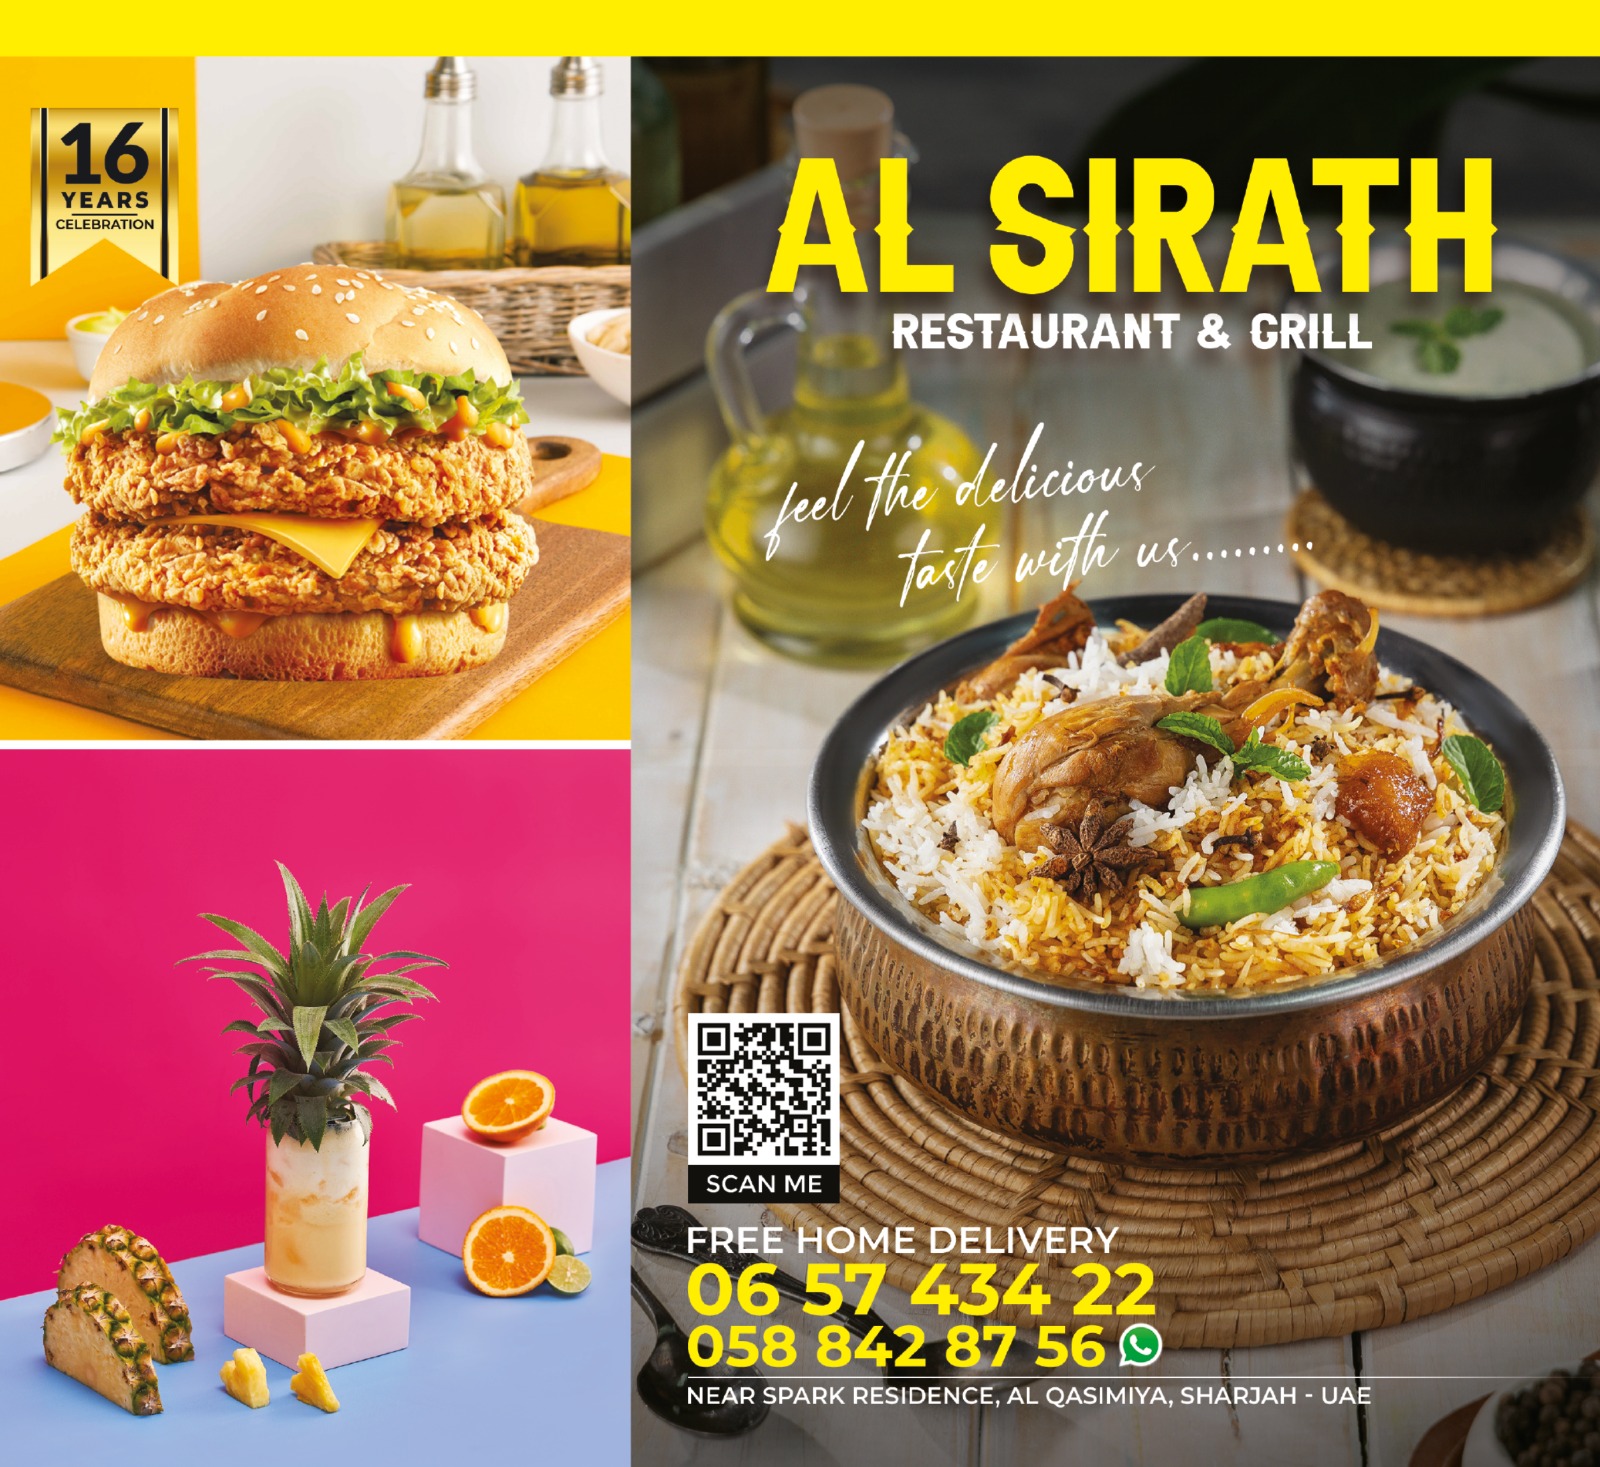 16
YEARS
CELEBRATION
AL SIRATH
RESTAURANT & GRILL
feel the delicious
taste with us.........
SCAN ME
FREE HOME DELIVERY
06 57 434 22
058 842 87 56
NEAR SPARK RESIDENCE, AL QASIMIYA, SHARJAH - UAE